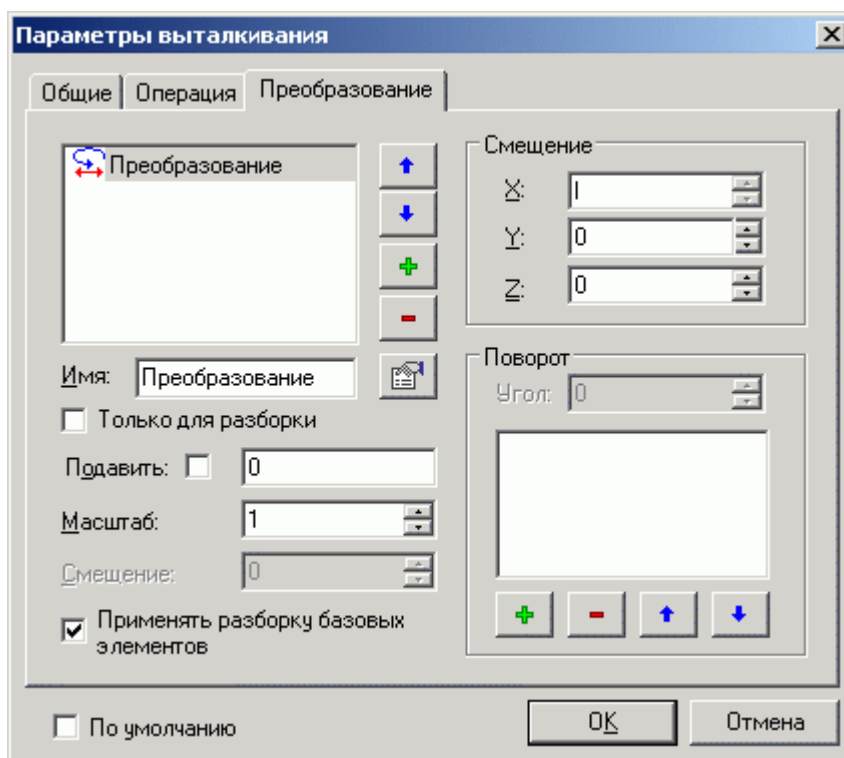 Параметры выталкивания
Общие Операция Преобразование
Преобразование
Имя: Преобразование
Только для разборки
Подавить: 0
Масштаб: 1
Смещение: 0
Применять разборку базовых
элементов
Смещение
X:
Y: 0
Z: 0
Поворот
Угол: 0
По умолчанию
OK
Отмена